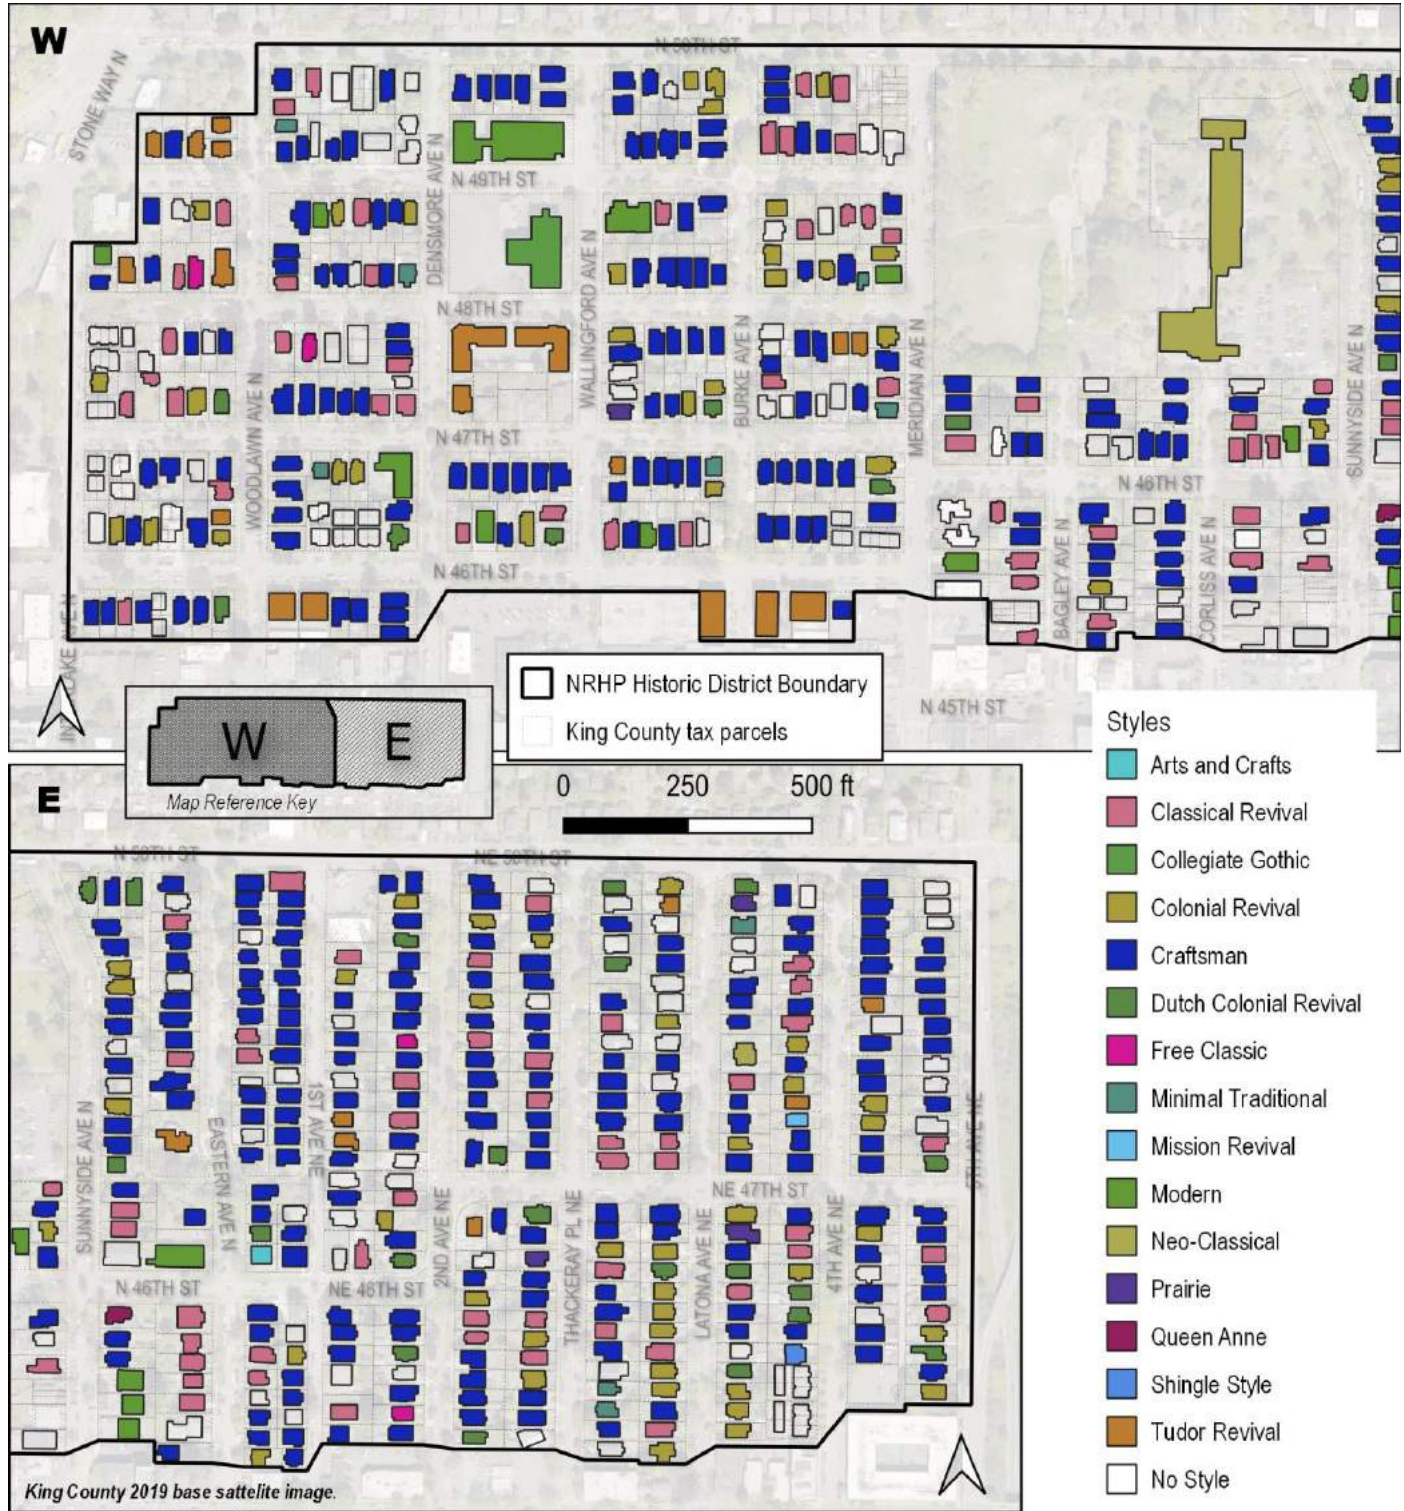 W
N 50TH ST
STONE WAY N
N 49TH ST
DENSMORE AVE N
N 48TH ST
WALLINGFORD AVE N
BURKE AVE N
MERIDIAN AVE N
SUNNYSIDE AVE N
N 47TH ST
WOODLAWN AVE N
N 46TH ST
BAGLEY AVE N
CORLISS AVE N
N 46TH ST
NRHP Historic District Boundary
King County tax parcels
N 45TH ST
W
E
Map Reference Key
0 250 500 ft
Styles
Arts and Crafts
Classical Revival
Collegiate Gothic
Colonial Revival
Craftsman
Dutch Colonial Revival
Free Classic
Minimal Traditional
Mission Revival
Modern
Neo-Classical
Prairie
Queen Anne
Shingle Style
Tudor Revival
No Style
E
N 50TH ST
NE 50TH ST
SUNNYSIDE AVE N
EASTERN AVE N
1ST AVE NE
2ND AVE NE
THACKERAY PL NE
LATONA AVE NE
NE 47TH ST
4TH AVE NE
5TH AVE NE
N 46TH ST
NE 46TH ST
King County 2019 base sattelite image.